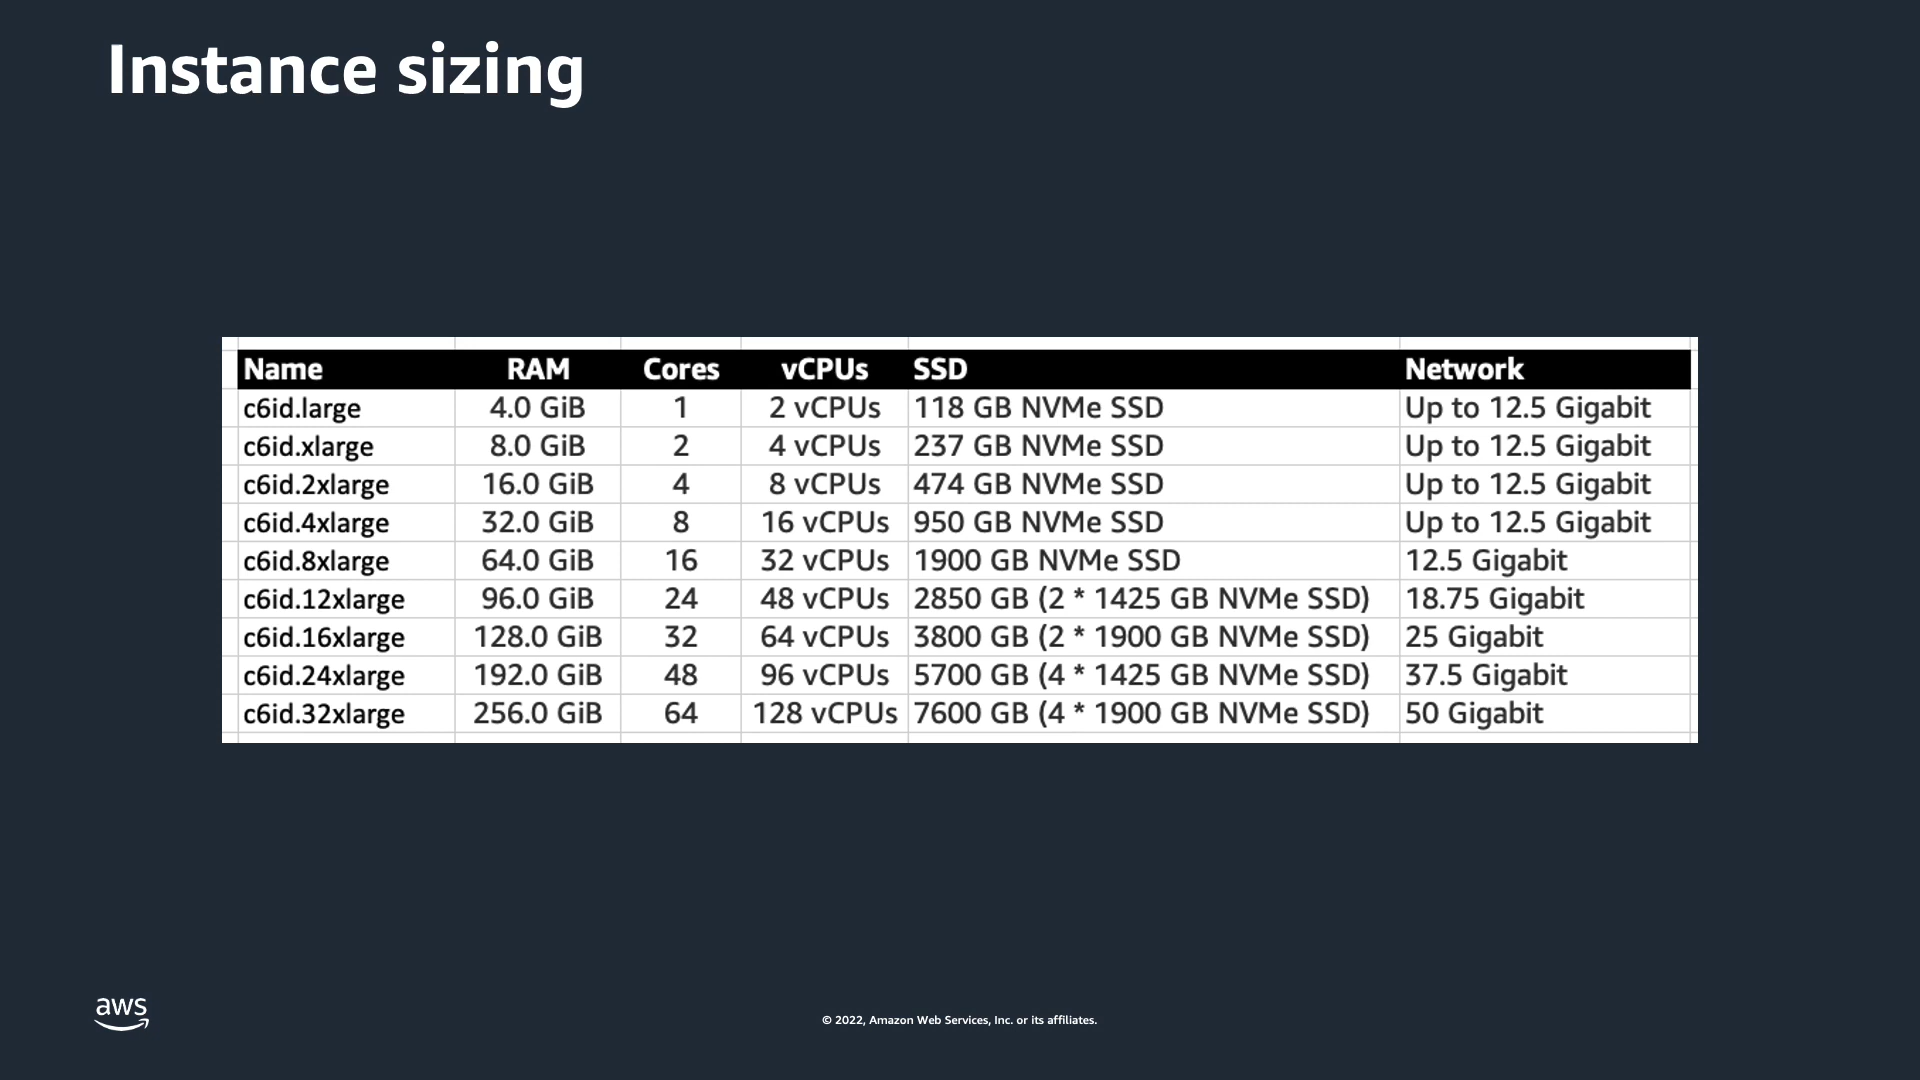 Instance sizing
Name RAM Cores vCPUs SSD Network
c6id.large 4.0 GiB 1 2 vCPUs 118 GB NVMe SSD Up to 12.5 Gigabit
c6id.xlarge 8.0 GiB 2 4 vCPUs 237 GB NVMe SSD Up to 12.5 Gigabit
c6id.2xlarge 16.0 GiB 4 8 vCPUs 474 GB NVMe SSD Up to 12.5 Gigabit
c6id.4xlarge 32.0 GiB 8 16 vCPUs 950 GB NVMe SSD Up to 12.5 Gigabit
c6id.8xlarge 64.0 GiB 16 32 vCPUs 1900 GB NVMe SSD 12.5 Gigabit
c6id.12xlarge 96.0 GiB 24 48 vCPUs 2850 GB (2 * 1425 GB NVMe SSD) 18.75 Gigabit
c6id.16xlarge 128.0 GiB 32 64 vCPUs 3800 GB (2 * 1900 GB NVMe SSD) 25 Gigabit
c6id.24xlarge 192.0 GiB 48 96 vCPUs 5700 GB (4 * 1425 GB NVMe SSD) 37.5 Gigabit
c6id.32xlarge 256.0 GiB 64 128 vCPUs 7600 GB (4 * 1900 GB NVMe SSD) 50 Gigabit
aws
© 2022, Amazon Web Services, Inc. or its affiliates.